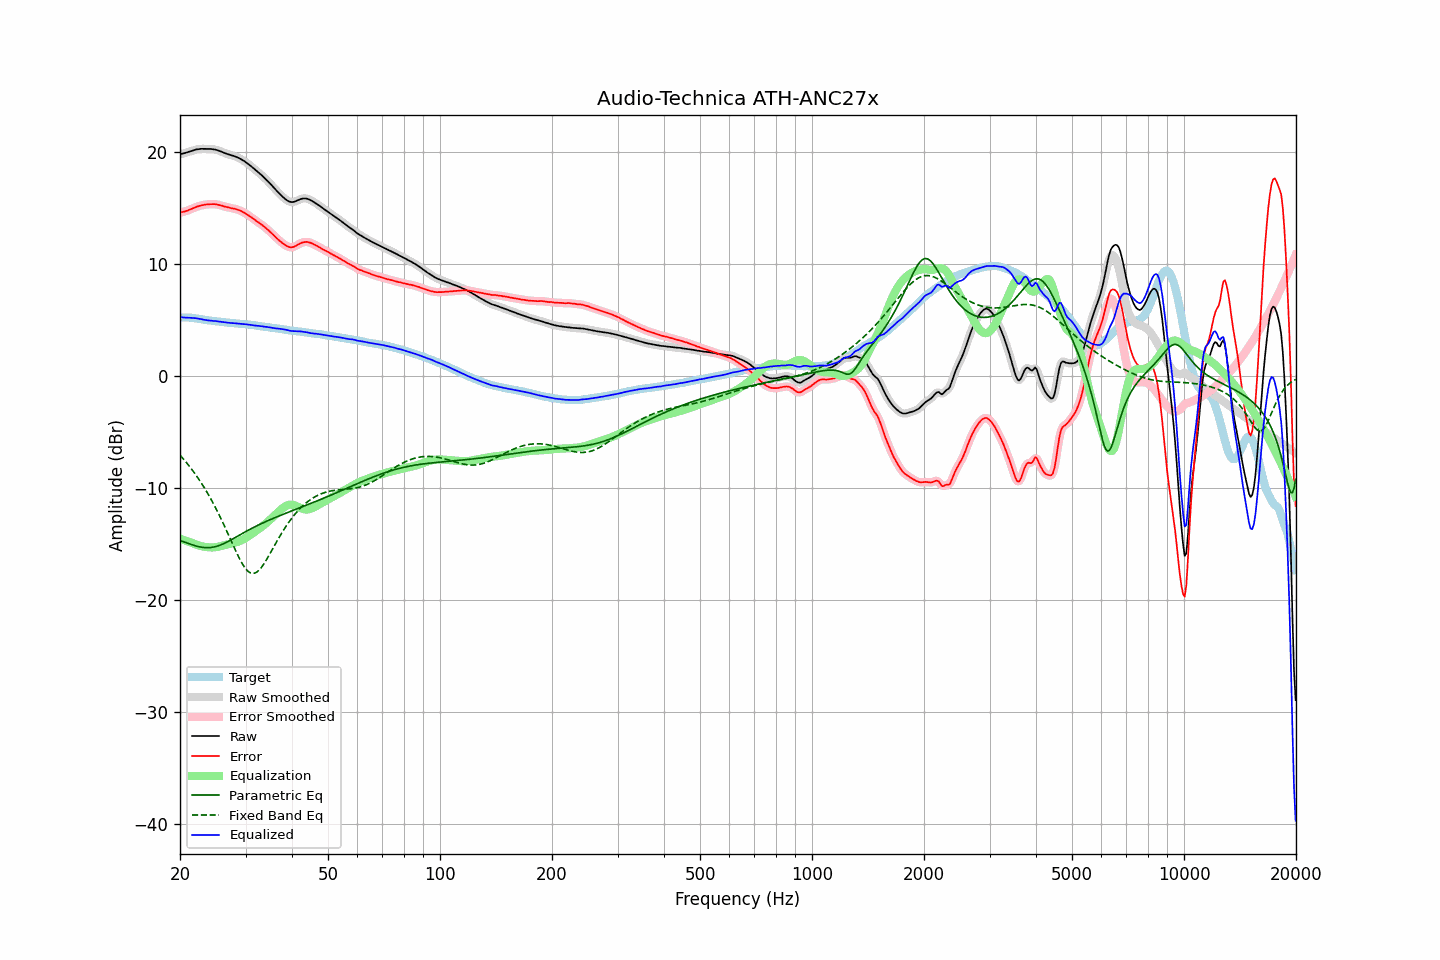 Audio-Technica ATH-ANC27x
Amplitude (dBr)
20
10
0
−10
−20
−30
−40
Target
Raw Smoothed
Error Smoothed
Raw
Error
Equalization
Parametric Eq
Fixed Band Eq
Equalized
20 50 100 200 500 1000 2000 5000 10000 20000
Frequency (Hz)